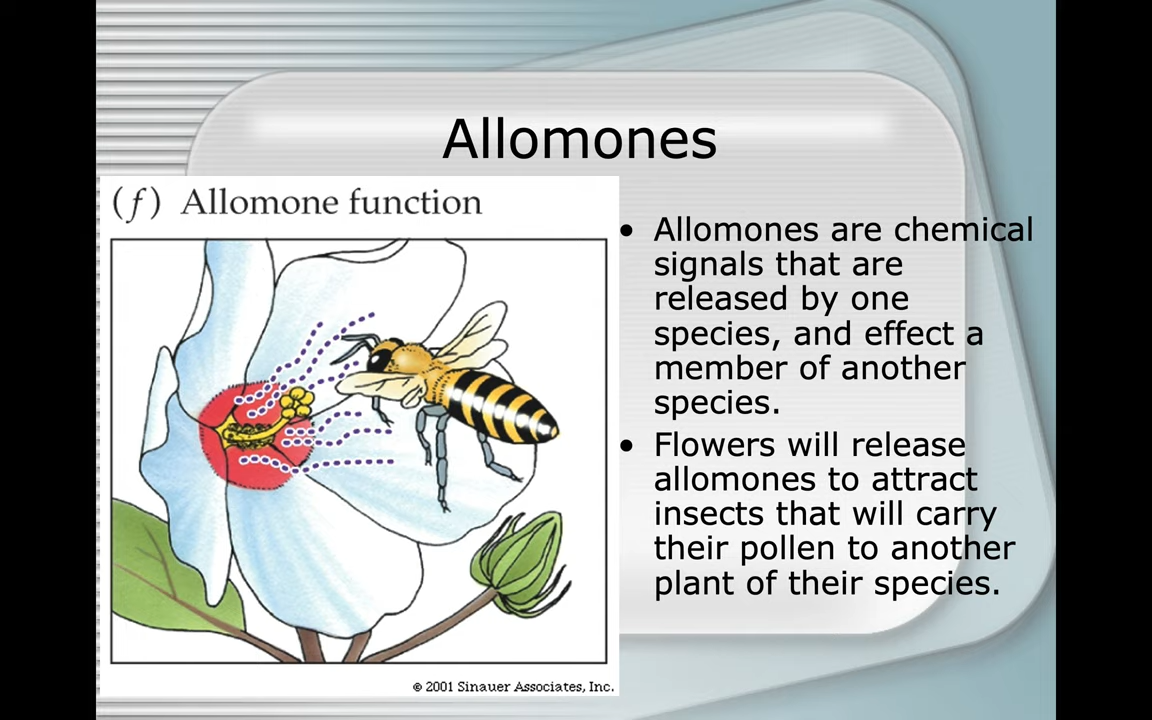 Allomones
(f) Allomone function
© 2001 Sinauer Associates, Inc.
• Allomones are chemical
signals that are
released by one
species, and effect a
member of another
species.
• Flowers will release
allomones to attract
insects that will carry
their pollen to another
plant of their species.